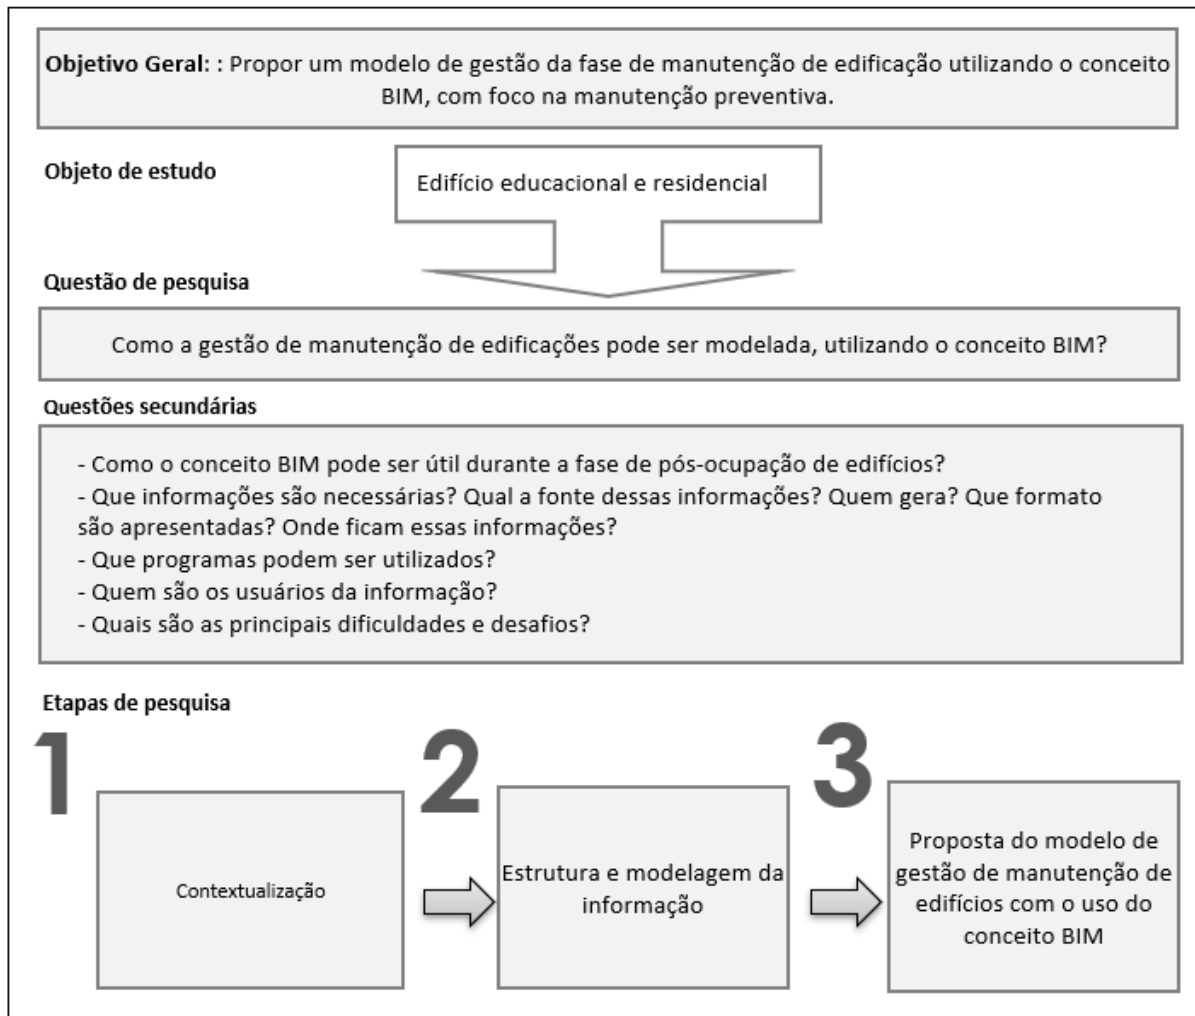 Objetivo Geral: : Propor um modelo de gestão da fase de manutenção de edificação utilizando o conceito
BIM, com foco na manutenção preventiva.
Objeto de estudo
Edifício educacional e residencial
Questão de pesquisa
Como a gestão de manutenção de edificações pode ser modelada, utilizando o conceito BIM?
Questões secundárias
- Como o conceito BIM pode ser útil durante a fase de pós-ocupação de edifícios?
- Que informações são necessárias? Qual a fonte dessas informações? Quem gera? Que formato
são apresentadas? Onde ficam essas informações?
- Que programas podem ser utilizados?
- Quem são os usuários da informação?
- Quais são as principais dificuldades e desafios?
Etapas de pesquisa
1
Contextualização
2
Estrutura e modelagem da
informação
3
Proposta do modelo de
gestão de manutenção de
edifícios com o uso do
conceito BIM